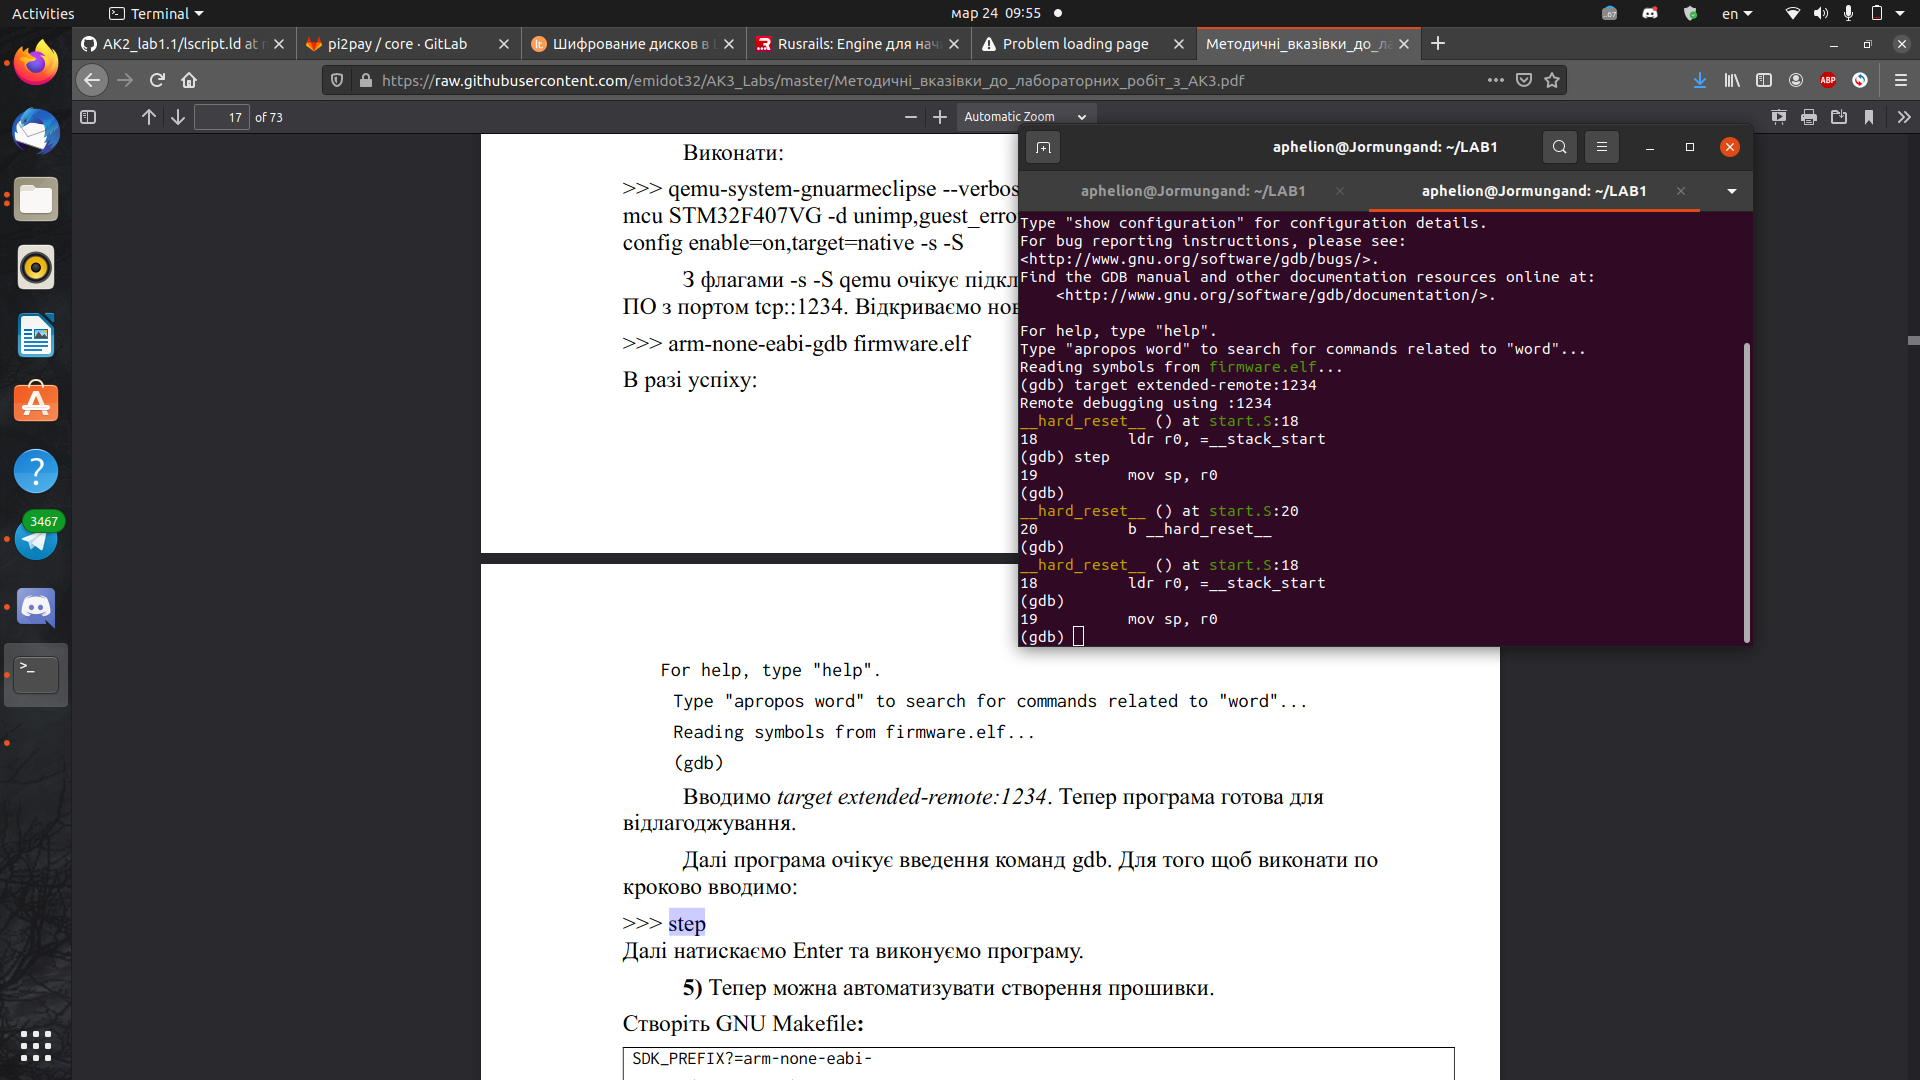 Activities
Terminal
мар 24 09:55
en
AK2_lab1.1/lscript.ld at
pi2pay / core · GitLab
Шифрование дисков в
Rusrails: Engine для нач
Problem loading page
Методичні_вказівки_до_ла
https://raw.githubusercontent.com/emidot32/AK3_Labs/master/Методичні_вказівки_до_лабораторних_робіт_з_АК3.pdf
ABP
17 of 73
Automatic Zoom
3467
Виконати:
>>> qemu-system-gnuarmeclipse --verbos
mcu STM32F407VG -d unimp,guest_erro
config enable=on,target=native -s -S
З флагами -s -S qemu очікує підкл
ПО з портом tcp::1234. Відкриваємо нов
>>> arm-none-eabi-gdb firmware.elf
В разі успіху:
aphelion@Jormungand: ~/LAB1
aphelion@Jormungand: ~/LAB1
aphelion@Jormungand: ~/LAB1
Type "show configuration" for configuration details.
For bug reporting instructions, please see:
<http://www.gnu.org/software/gdb/bugs/>.
Find the GDB manual and other documentation resources online at:
<http://www.gnu.org/software/gdb/documentation/>.
For help, type "help".
Type "apropos word" to search for commands related to "word"...
Reading symbols from firmware.elf...
(gdb) target extended-remote:1234
Remote debugging using :1234
__hard_reset__ () at start.S:18
18 ldr r0, =__stack_start
(gdb) step
19 mov sp, r0
(gdb)
__hard_reset__ () at start.S:20
20 b __hard_reset__
(gdb)
__hard_reset__ () at start.S:18
18 ldr r0, =__stack_start
(gdb)
19 mov sp, r0
(gdb)
For help, type "help".
Type "apropos word" to search for commands related to "word"...
Reading symbols from firmware.elf...
(gdb)
Вводимо target extended-remote:1234. Тепер програма готова для
відлагоджування.
Далі програма очікує введення команд gdb. Для того щоб виконати по
кроково вводимо:
>>> step
Далі натискаємо Enter та виконуємо програму.
5) Тепер можна автоматизувати створення прошивки.
Створіть GNU Makefile:
SDK_PREFIX?=arm-none-eabi-